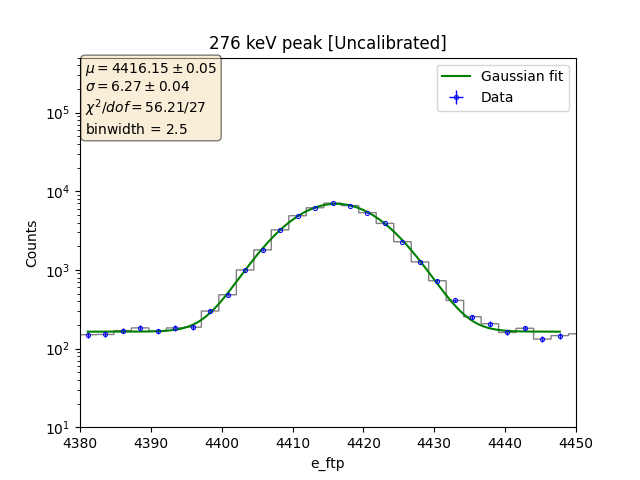 276 keV peak [Uncalibrated]
μ = 4416.15 ± 0.05
σ = 6.27 ± 0.04
χ²/dof = 56.21/27
binwidth = 2.5
Gaussian fit
Data
Counts
10⁵
10⁴
10³
10²
10¹
4380 4390 4400 4410 4420 4430 4440 4450
e_ftp